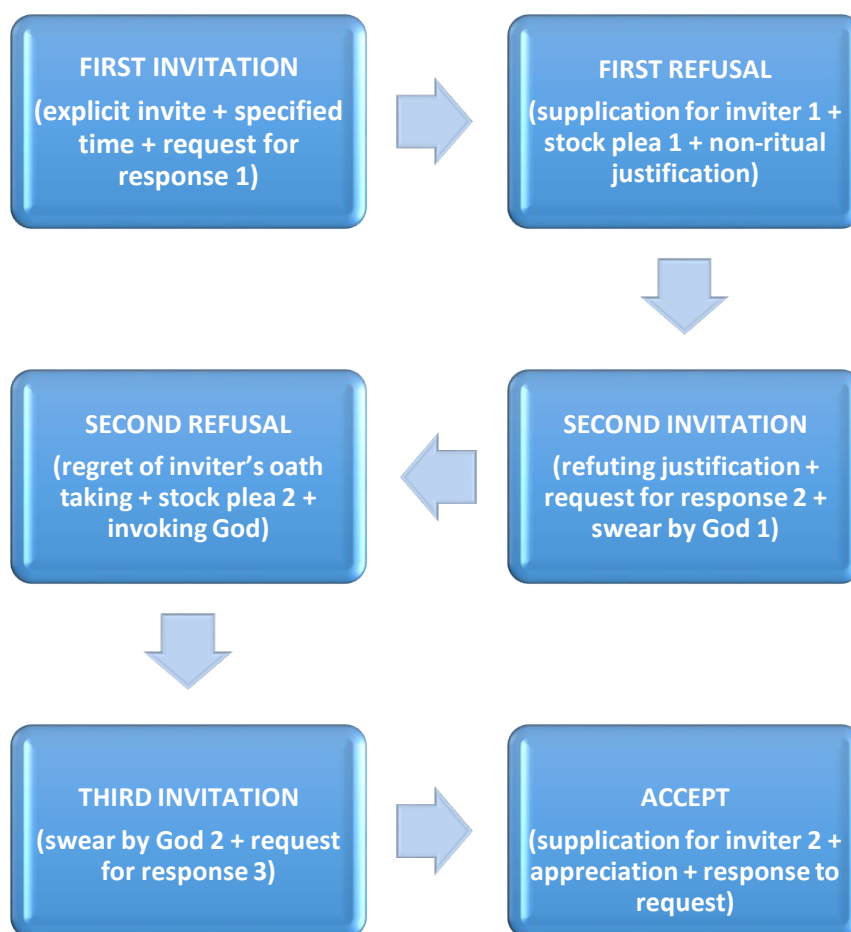 FIRST INVITATION
(explicit invite + specified
time + request for
response 1)
FIRST REFUSAL
(supplication for inviter 1 +
stock plea 1 + non-ritual
justification)
SECOND INVITATION
(refuting justification +
request for response 2 +
swear by God 1)
SECOND REFUSAL
(regret of inviter’s oath
taking + stock plea 2 +
invoking God)
THIRD INVITATION
(swear by God 2 + request
for response 3)
ACCEPT
(supplication for inviter 2 +
appreciation + response to
request)